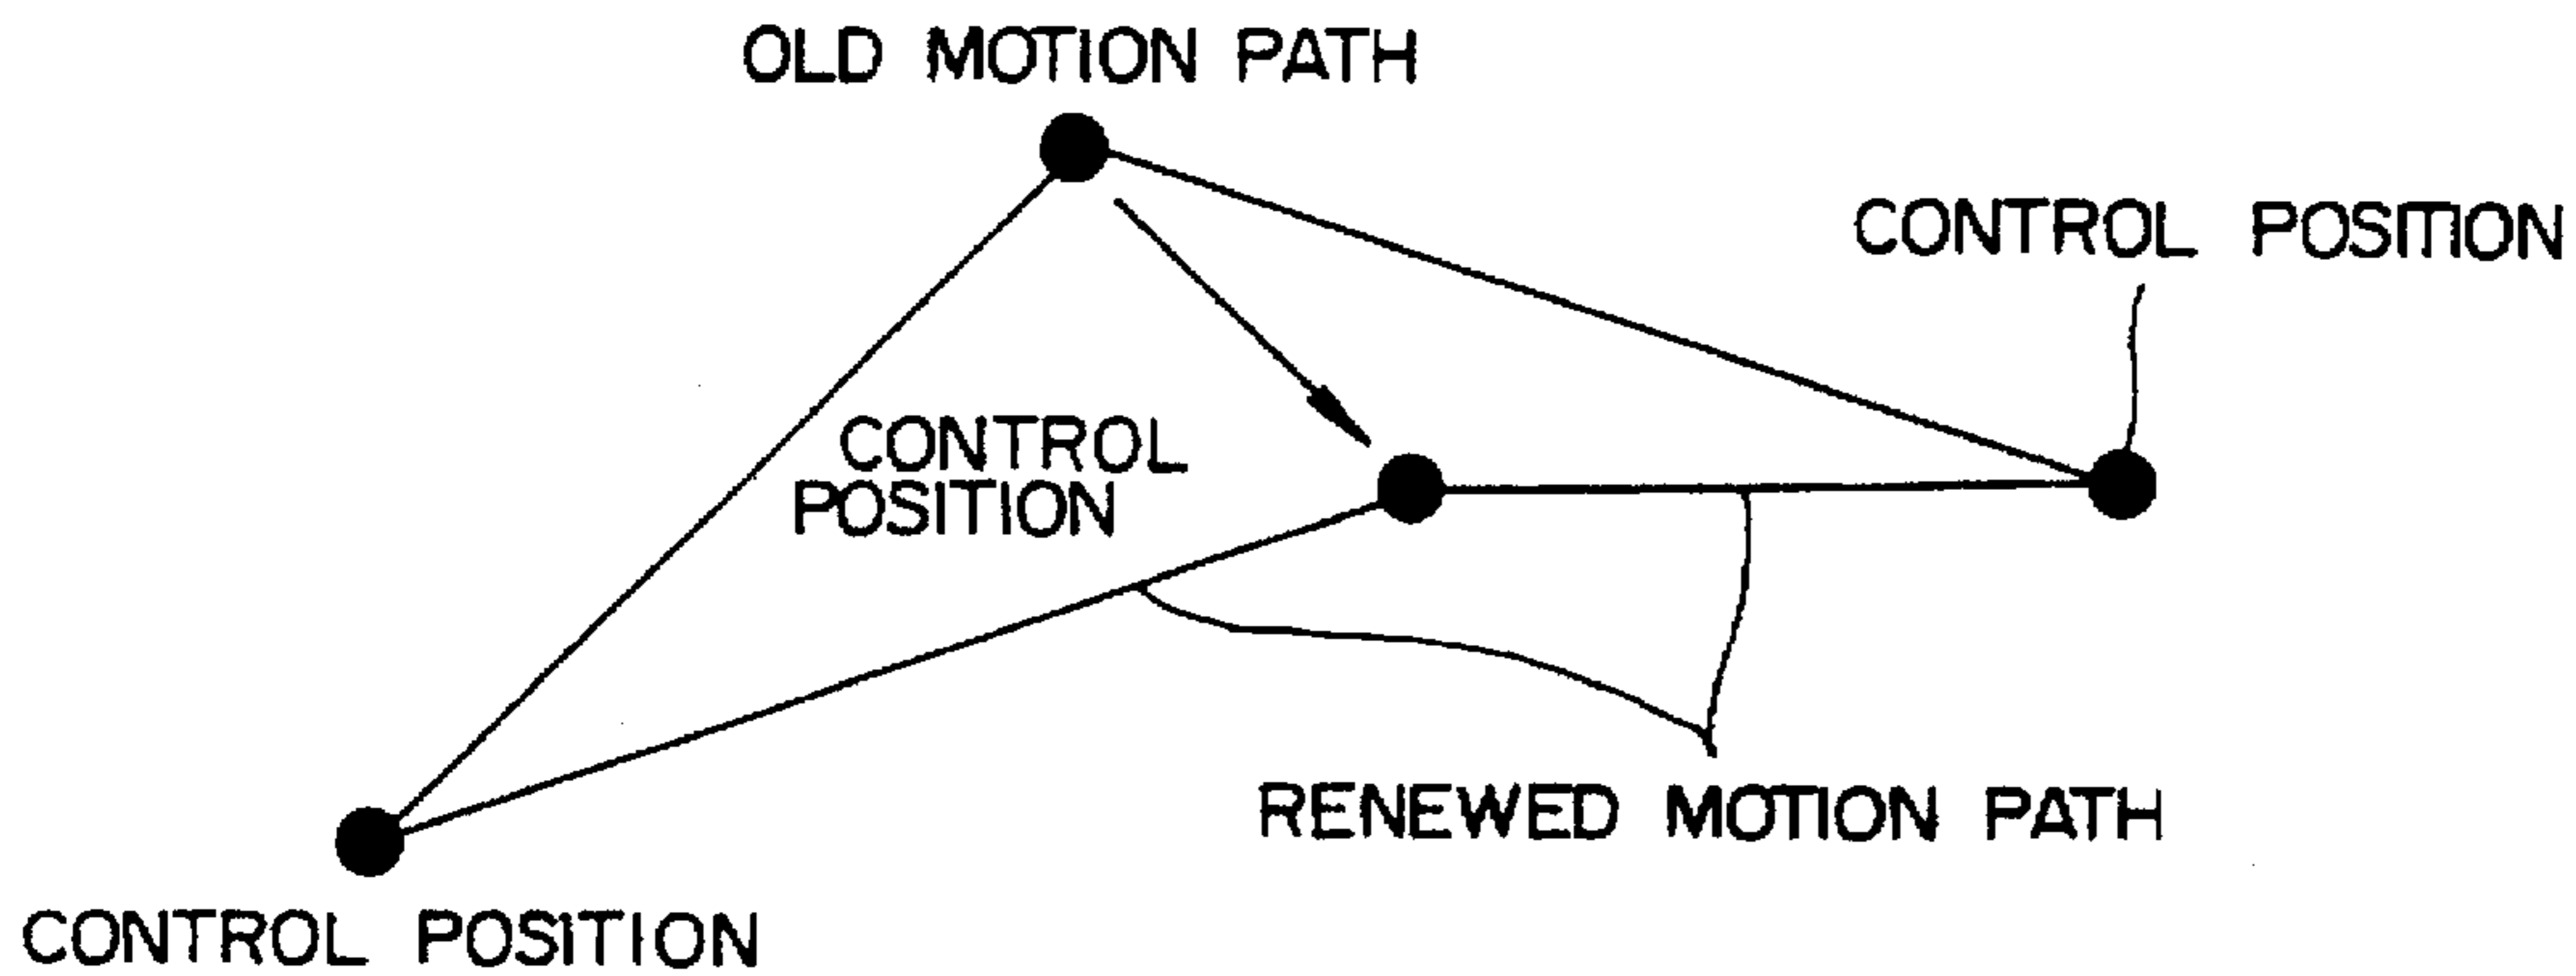 OLD MOTION PATH
CONTROL POSITION
CONTROL
POSITION
RENEWED MOTION PATH
CONTROL POSITION